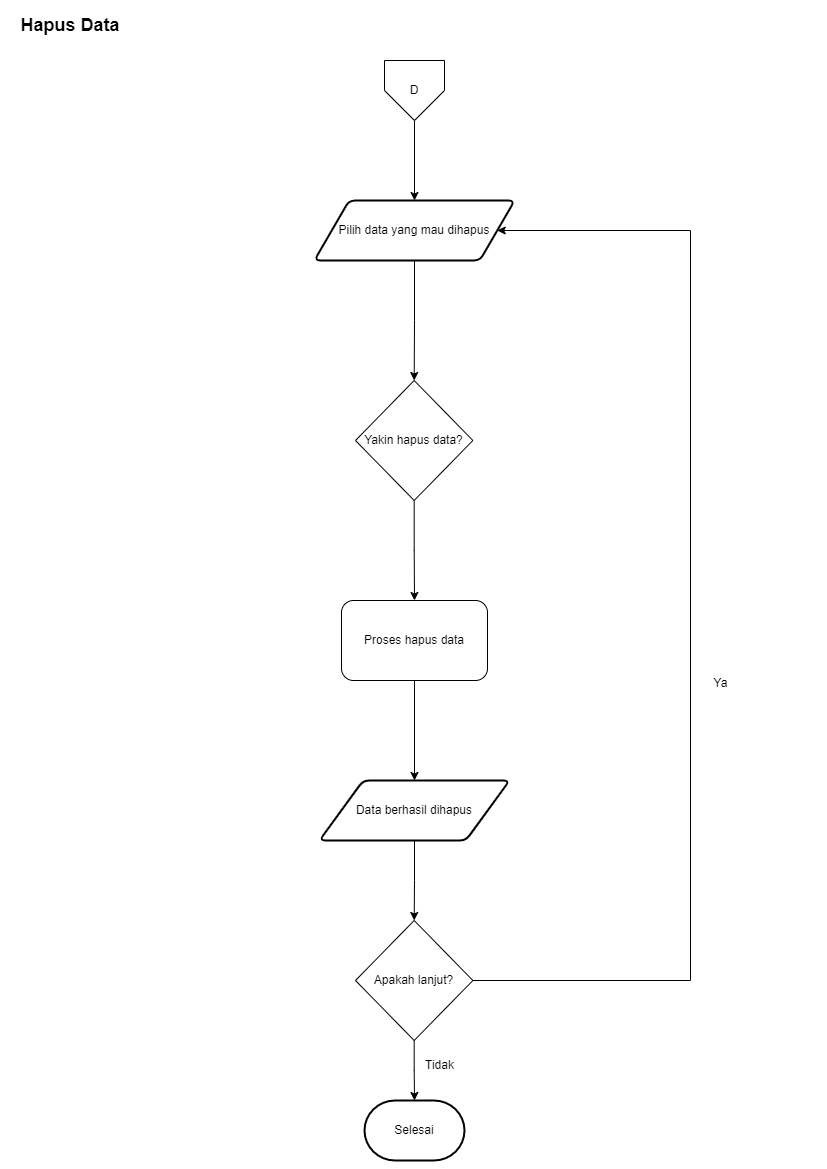 Hapus Data
D
Pilih data yang mau dihapus
Yakin hapus data?
Proses hapus data
Ya
Data berhasil dihapus
Apakah lanjut?
Tidak
Selesai